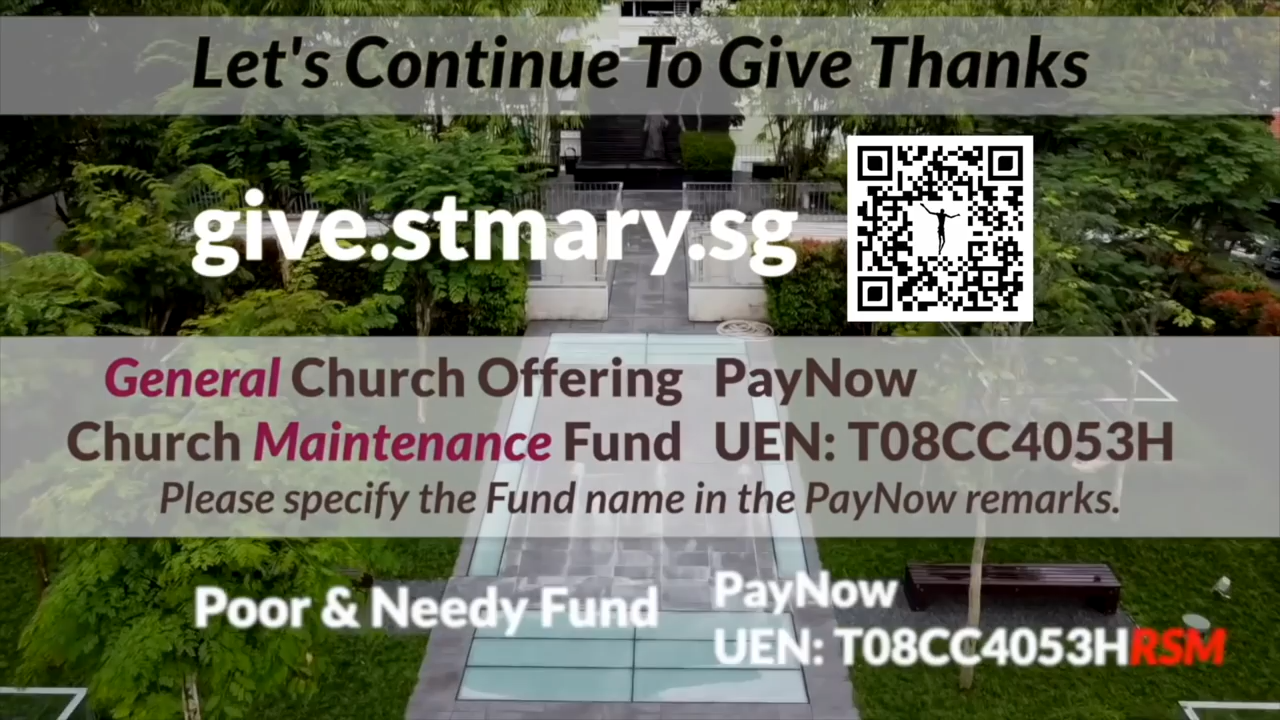 Let's Continue To Give Thanks
give.stmary.sg
General Church Offering PayNow
Church Maintenance Fund UEN: T08CC4053H
Please specify the Fund name in the PayNow remarks.
Poor & Needy Fund
PayNow
UEN: T08CC4053HRSM